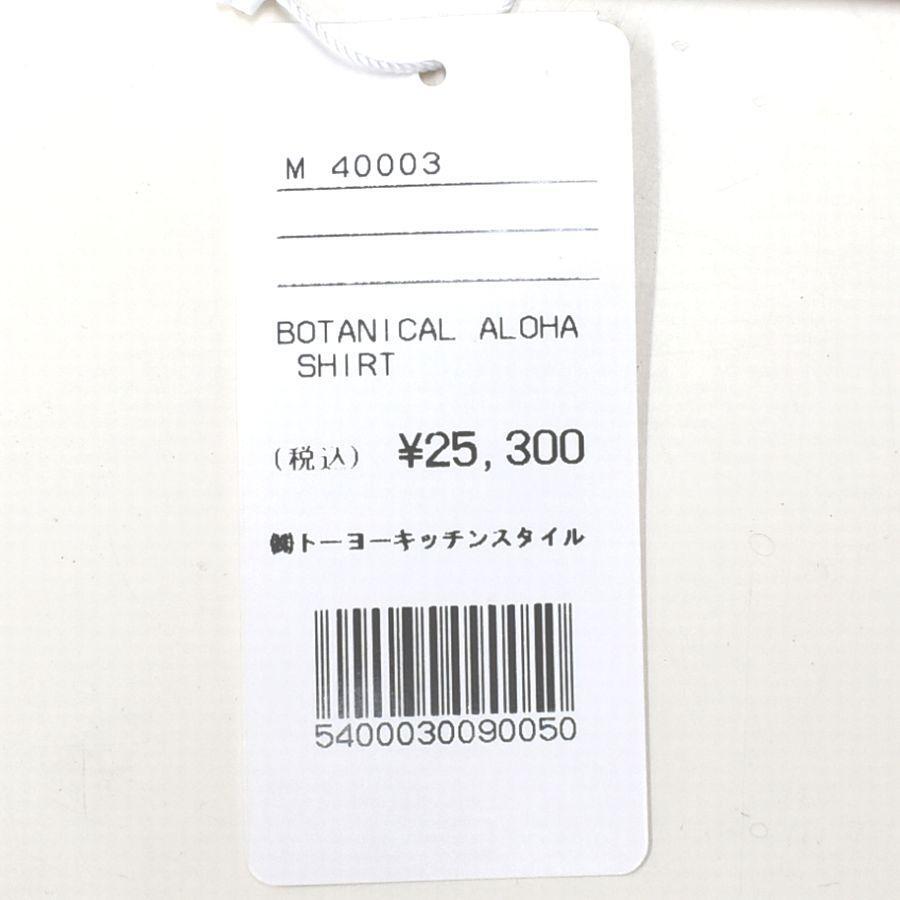 M 40003
BOTANICAL ALOHA
SHIRT
(税込) ¥25,300
㈱トーヨーキッチンスタイル
5400030090050